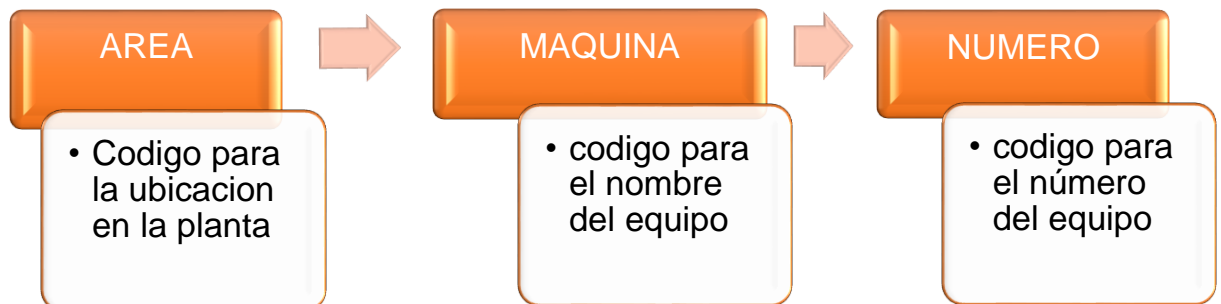 AREA
• Codigo para
la ubicacion
en la planta
MAQUINA
• codigo para
el nombre
del equipo
NUMERO
• codigo para
el número
del equipo